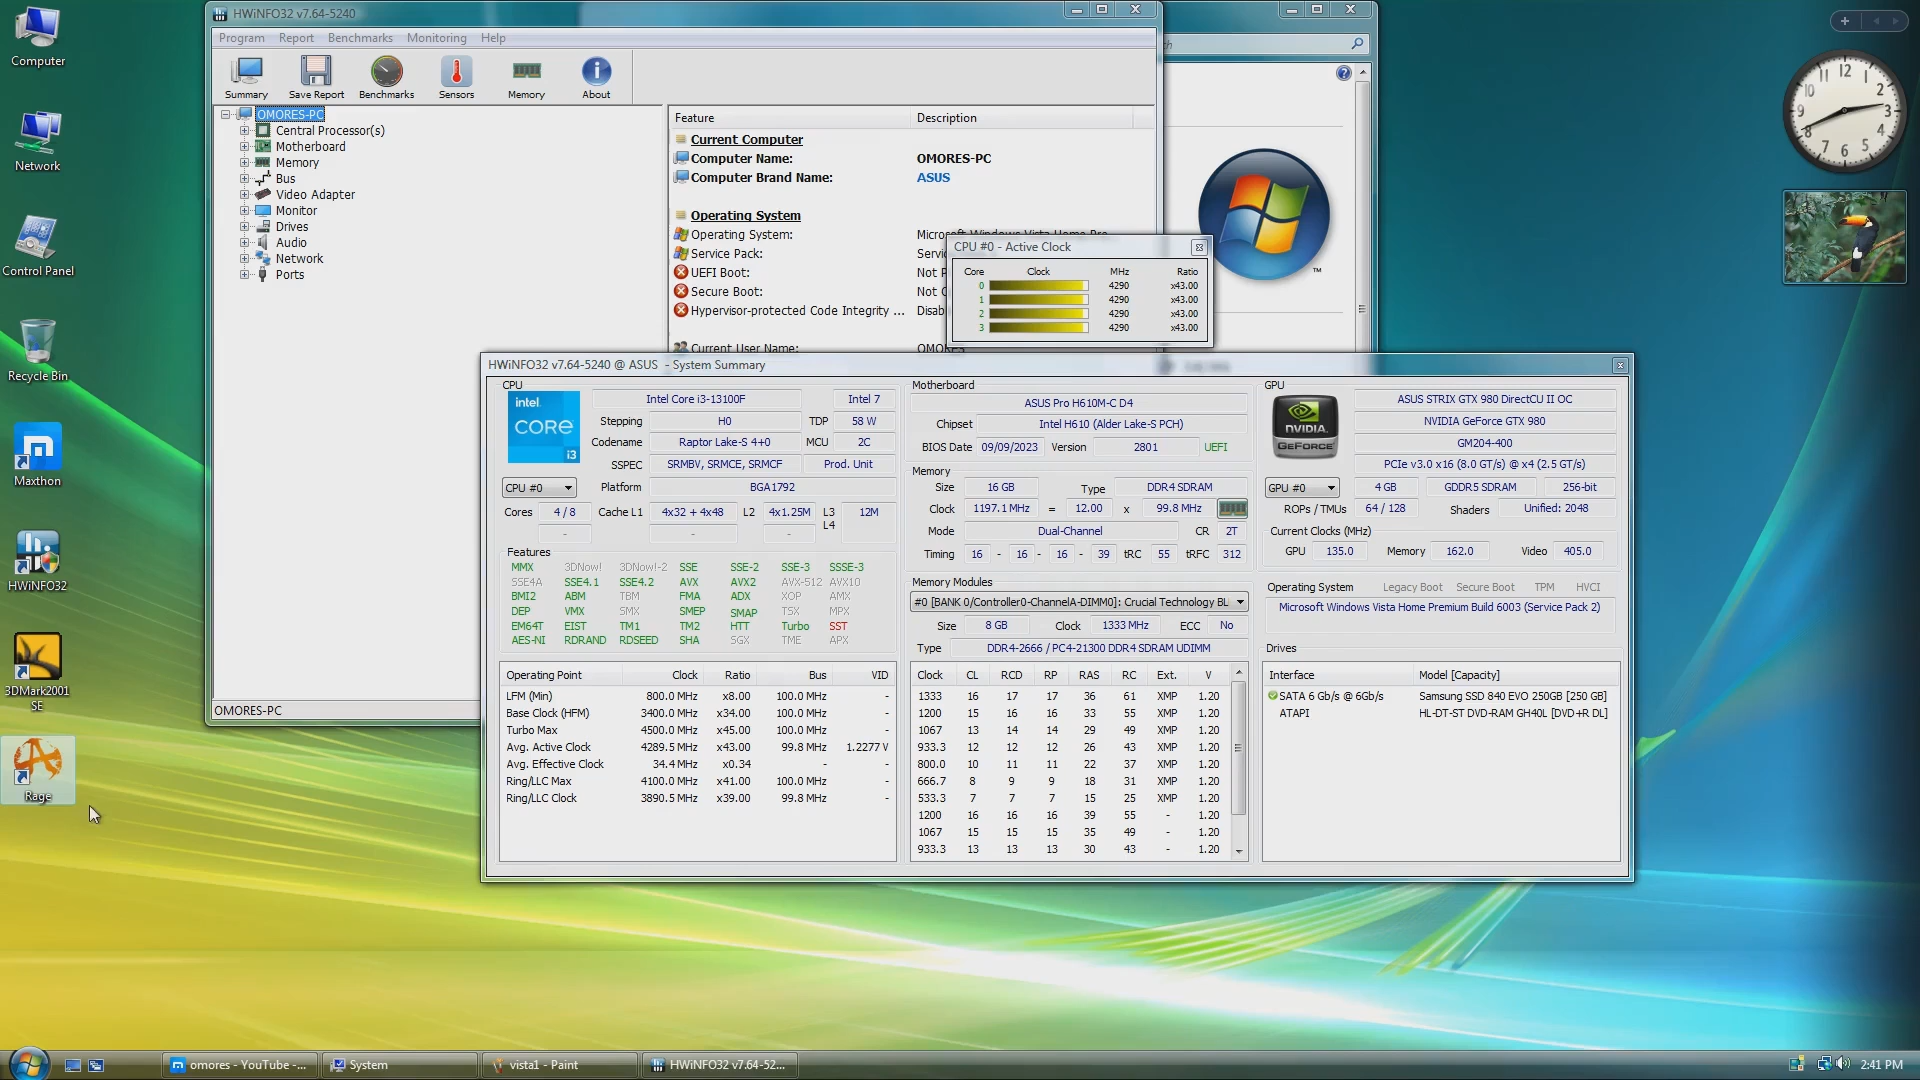 Computer
Network
Control Panel
Recycle Bin
Maxthon
HWiNFO32
3DMark2001
SE
Rage
HWiNFO32 v7.64-5240
Program Report Benchmarks Monitoring Help
Summary Save Report Benchmarks Sensors Memory About
OMORES-PC
Central Processor(s)
Motherboard
Memory
Bus
Video Adapter
Monitor
Drives
Audio
Network
Ports
OMORES-PC
Feature Description
Current Computer
Computer Name: OMORES-PC
Computer Brand Name: ASUS
Operating System
Operating System:
Service Pack:
UEFI Boot:
Secure Boot:
Hypervisor-protected Code Integrity ...
Current User Name: OMORES
CPU #0 - Active Clock
Core Clock MHz Ratio
0 4290 x43.00
1 4290 x43.00
2 4290 x43.00
3 4290 x43.00
TM
12 1 2 3 4 5 6 7 8 9 10 11
HWiNFO32 v7.64-5240 @ ASUS - System Summary
CPU
intel CORE i3
Intel Core i3-13100F Intel 7
Stepping H0 TDP 58 W
Codename Raptor Lake-S 4+0 MCU 2C
SSPEC SRMBV, SRMCE, SRMCF Prod. Unit
CPU #0 Platform BGA1792
Cores 4 / 8 Cache L1 4x32 + 4x48 L2 4x1.25M L3 12M
- - - L4
Features
MMX 3DNow! 3DNow!-2 SSE SSE-2 SSE-3 SSSE-3
SSE4A SSE4.1 SSE4.2 AVX AVX2 AVX-512 AVX10
BMI2 ABM TBM FMA ADX XOP AMX
DEP VMX SMX SMEP SMAP TSX MPX
EM64T EIST TM1 TM2 HTT Turbo SST
AES-NI RDRAND RDSEED SHA SGX TME APX
Operating Point Clock Ratio Bus VID
LFM (Min) 800.0 MHz x8.00 100.0 MHz -
Base Clock (HFM) 3400.0 MHz x34.00 100.0 MHz -
Turbo Max 4500.0 MHz x45.00 100.0 MHz -
Avg. Active Clock 4289.5 MHz x43.00 99.8 MHz 1.2277 V
Avg. Effective Clock 34.4 MHz x0.34 - -
Ring/LLC Max 4100.0 MHz x41.00 100.0 MHz -
Ring/LLC Clock 3890.5 MHz x39.00 99.8 MHz -
Motherboard
ASUS Pro H610M-C D4
Chipset Intel H610 (Alder Lake-S PCH)
BIOS Date 09/09/2023 Version 2801 UEFI
Memory
Size 16 GB Type DDR4 SDRAM
Clock 1197.1 MHz = 12.00 x 99.8 MHz
Mode Dual-Channel CR 2T
Timing 16 - 16 - 16 - 39 tRC 55 tRFC 312
Memory Modules
#0 [BANK 0/Controller0-ChannelA-DIMM0]: Crucial Technology BL
Size 8 GB Clock 1333 MHz ECC No
Type DDR4-2666 / PC4-21300 DDR4 SDRAM UDIMM
Clock CL RCD RP RAS RC Ext. V
1333 16 17 17 36 61 XMP 1.20
1200 15 16 16 33 55 XMP 1.20
1067 13 14 14 29 49 XMP 1.20
933.3 12 12 12 26 43 XMP 1.20
800.0 10 11 11 22 37 XMP 1.20
666.7 8 9 9 18 31 XMP 1.20
533.3 7 7 7 15 25 XMP 1.20
1200 16 16 16 39 55 - 1.20
1067 15 15 15 35 49 - 1.20
933.3 13 13 13 30 43 - 1.20
GPU
NVIDIA. GEFORCE
ASUS STRIX GTX 980 DirectCU II OC
NVIDIA GeForce GTX 980
GM204-400
PCIe v3.0 x16 (8.0 GT/s) @ x4 (2.5 GT/s)
GPU #0 4 GB GDDR5 SDRAM 256-bit
ROPs / TMUs 64 / 128 Shaders Unified: 2048
Current Clocks (MHz)
GPU 135.0 Memory 162.0 Video 405.0
Operating System Legacy Boot Secure Boot TPM HVCI
Microsoft Windows Vista Home Premium Build 6003 (Service Pack 2)
Drives
Interface Model [Capacity]
SATA 6 Gb/s @ 6Gb/s Samsung SSD 840 EVO 250GB [250 GB]
ATAPI HL-DT-ST DVD-RAM GH40L [DVD+R DL]
omores - YouTube -... System vista1 - Paint HWiNFO32 v7.64-52... 2:41 PM